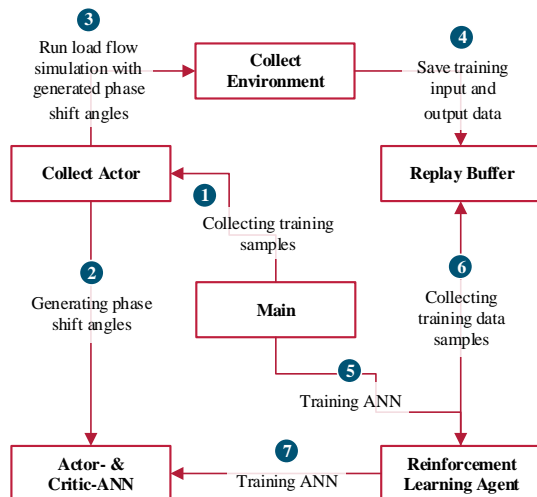 3
Run load flow
simulation with
generated phase
shift angles
Collect
Environment
4
Save training
input and
output data
Collect Actor
Replay Buffer
1
Collecting training
samples
2
Generating phase
shift angles
Main
6
Collecting
training data
samples
5
Training ANN
Actor- &
Critic-ANN
7
Training ANN
Reinforcement
Learning Agent